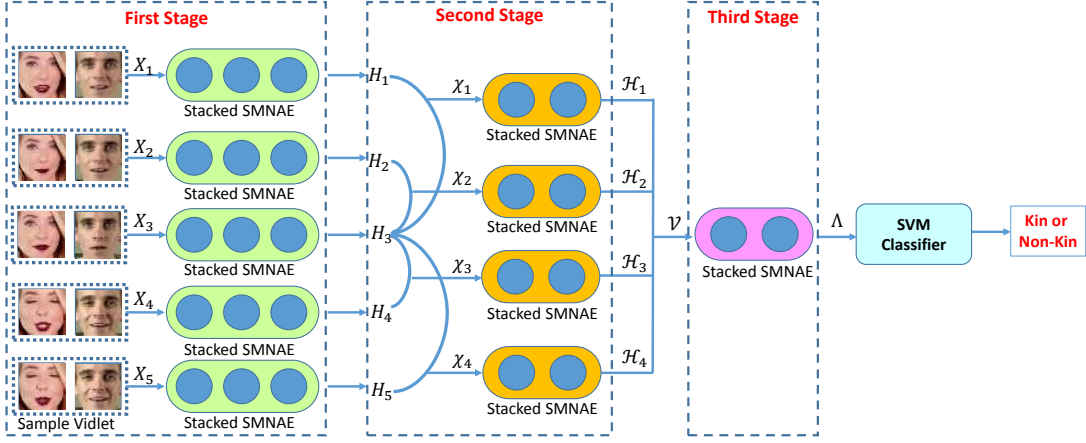 First Stage
Second Stage
Third Stage
X₁
Stacked SMNAE
X₂
Stacked SMNAE
X₃
Stacked SMNAE
X₄
Stacked SMNAE
X₅
Stacked SMNAE
Sample Vidlet
H₁
H₂
H₃
H₄
H₅
χ₁
Stacked SMNAE
χ₂
Stacked SMNAE
χ₃
Stacked SMNAE
χ₄
Stacked SMNAE
ℋ₁
ℋ₂
ℋ₃
ℋ₄
𝒱
Stacked SMNAE
Λ
SVM
Classifier
Kin or
Non-Kin